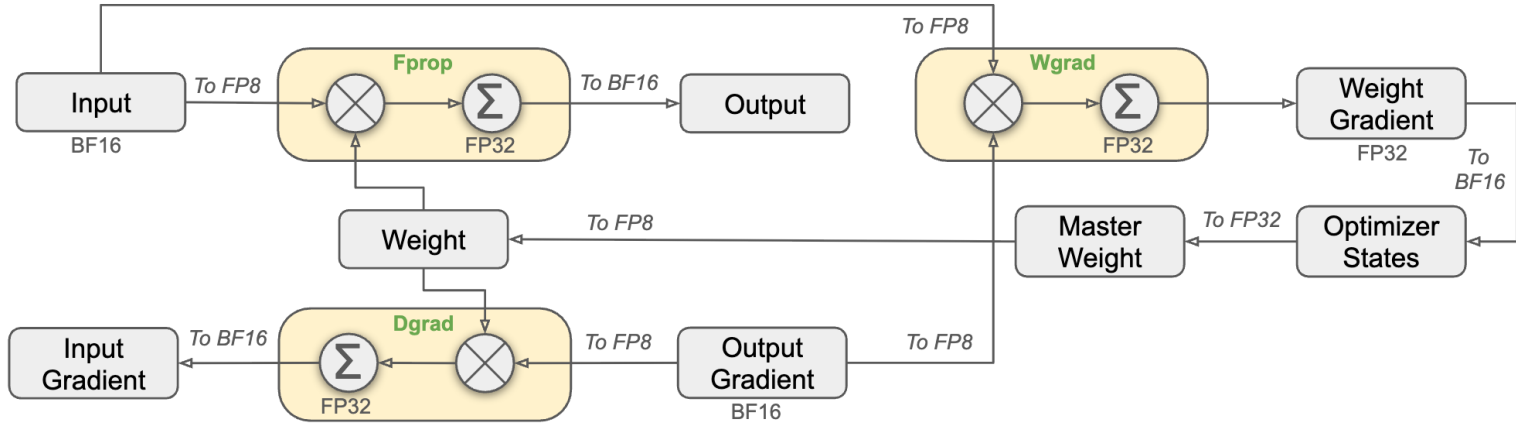 To FP8
Fprop
Wgrad
Input
To FP8
Σ
To BF16
Output
Σ
Weight
Gradient
BF16
FP32
FP32
FP32
To
BF16
Weight
To FP8
Master
Weight
To FP32
Optimizer
States
Dgrad
Input
Gradient
To BF16
Σ
To FP8
Output
Gradient
To FP8
FP32
BF16